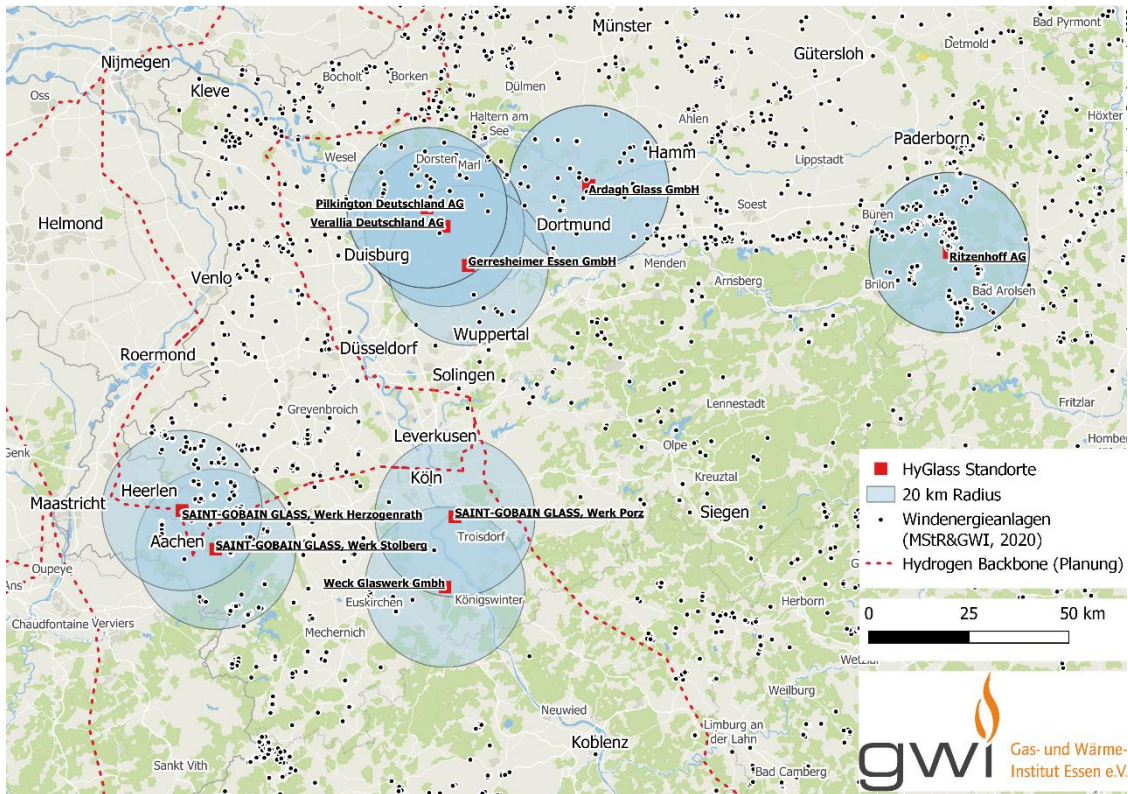 Münster
Bad Pyrmont
Detmold
Gütersloh
Nijmegen
Bocholt
Borken
Kleve
Oss
Dülmen
Höxter
Haltern am
See
Ahlen
Paderborn
Wesel
Dorsten
Marl
Hamm
Lippstadt
Ardagh Glass GmbH
Pilkington Deutschland AG
Soest
Büren
Helmond
Verallia Deutschland AG
Dortmund
Duisburg
Gerresheimer Essen GmbH
Menden
Ritzenhoff AG
Venlo
Arnsberg
Brilon
Bad Arolsen
Wuppertal
Roermond
Düsseldorf
Solingen
Fritzlar
Grevenbroich
Lennestadt
Leverkusen
Olpe
Homber
Genk
Köln
Kreuztal
Heerlen
Maastricht
SAINT-GOBAIN GLASS, Werk Herzogenrath
SAINT-GOBAIN GLASS, Werk Porz
Siegen
Aachen
SAINT-GOBAIN GLASS, Werk Stolberg
Troisdorf
Oupeye
Ans
Weck Glaswerk Gmbh
Euskirchen
Königswinter
Herborn
Chaudfontaine
Verviers
Mechernich
Wetzlar
Weilburg
Neuwied
Limburg an
der Lahn
Koblenz
Sankt Vith
Bad Camberg
HyGlass Standorte
20 km Radius
Windenergieanlagen
(MStR&GWI, 2020)
Hydrogen Backbone (Planung)
0 25 50 km
gwi
Gas- und Wärme-
Institut Essen e.V.